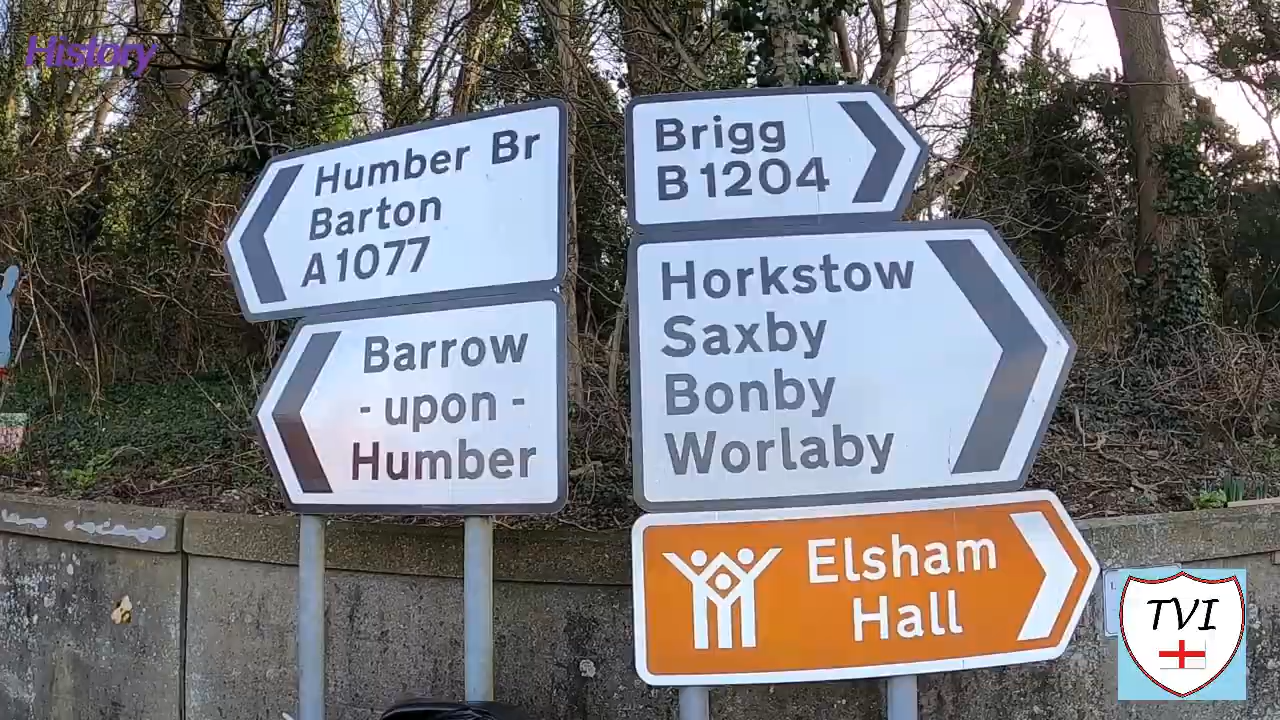 History
Humber Br
Barton
A1077
Barrow
- upon -
Humber
Brigg
B1204
Horkstow
Saxby
Bonby
Worlaby
Elsham
Hall
TVI